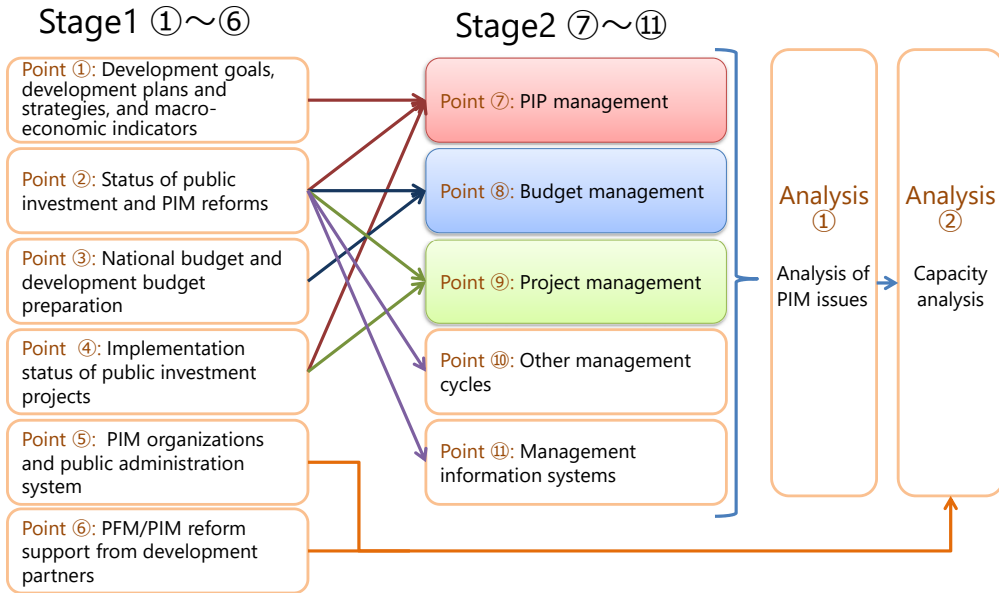 Stage1 ①～⑥
Point ①: Development goals,
development plans and
strategies, and macro-
economic indicators
Point ②: Status of public
investment and PIM reforms
Point ③: National budget and
development budget
preparation
Point ④: Implementation
status of public investment
projects
Point ⑤: PIM organizations
and public administration
system
Point ⑥: PFM/PIM reform
support from development
partners
Stage2 ⑦～⑪
Point ⑦: PIP management
Point ⑧: Budget management
Point ⑨: Project management
Point ⑩: Other management
cycles
Point ⑪: Management
information systems
Analysis
①
Analysis of
PIM issues
Analysis
②
Capacity
analysis